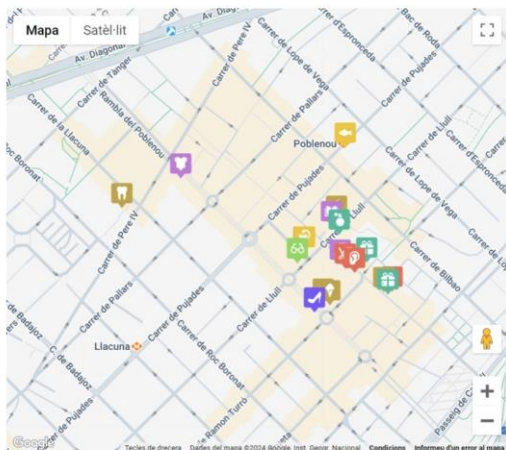 Mapa
Satèl·lit
Av. Diagonal
Av. Diagonal
Carrer de Pere IV
Carrer de Lope de Vega
Carrer d'Espronceda
Bac de Roda
Carrer de Tànger
Carrer de la Llacuna
Rambla del Poblenou
Carrer de Pallars
Carrer de Pujades
Carrer de Llull
Poblenou
Roc Boronat
Carrer de Pujades
Carrer de Lope de Vega
Carrer d'Espronceda
Carrer de Llull
Carrer de Pere IV
Carrer de Bilbao
Carrer de Pallars
Carrer de Pujades
Carrer de Llull
de Badajoz
C. de Badajoz
Llacuna
Carrer de Roc Boronat
Carrer de Pujades
de Ramon Turró
Passeig de
Google
Tecles de drecera
Dades del mapa ©2024 Google, Inst. Geogr. Nacional
Condicions
Informeu d'un error al mapa